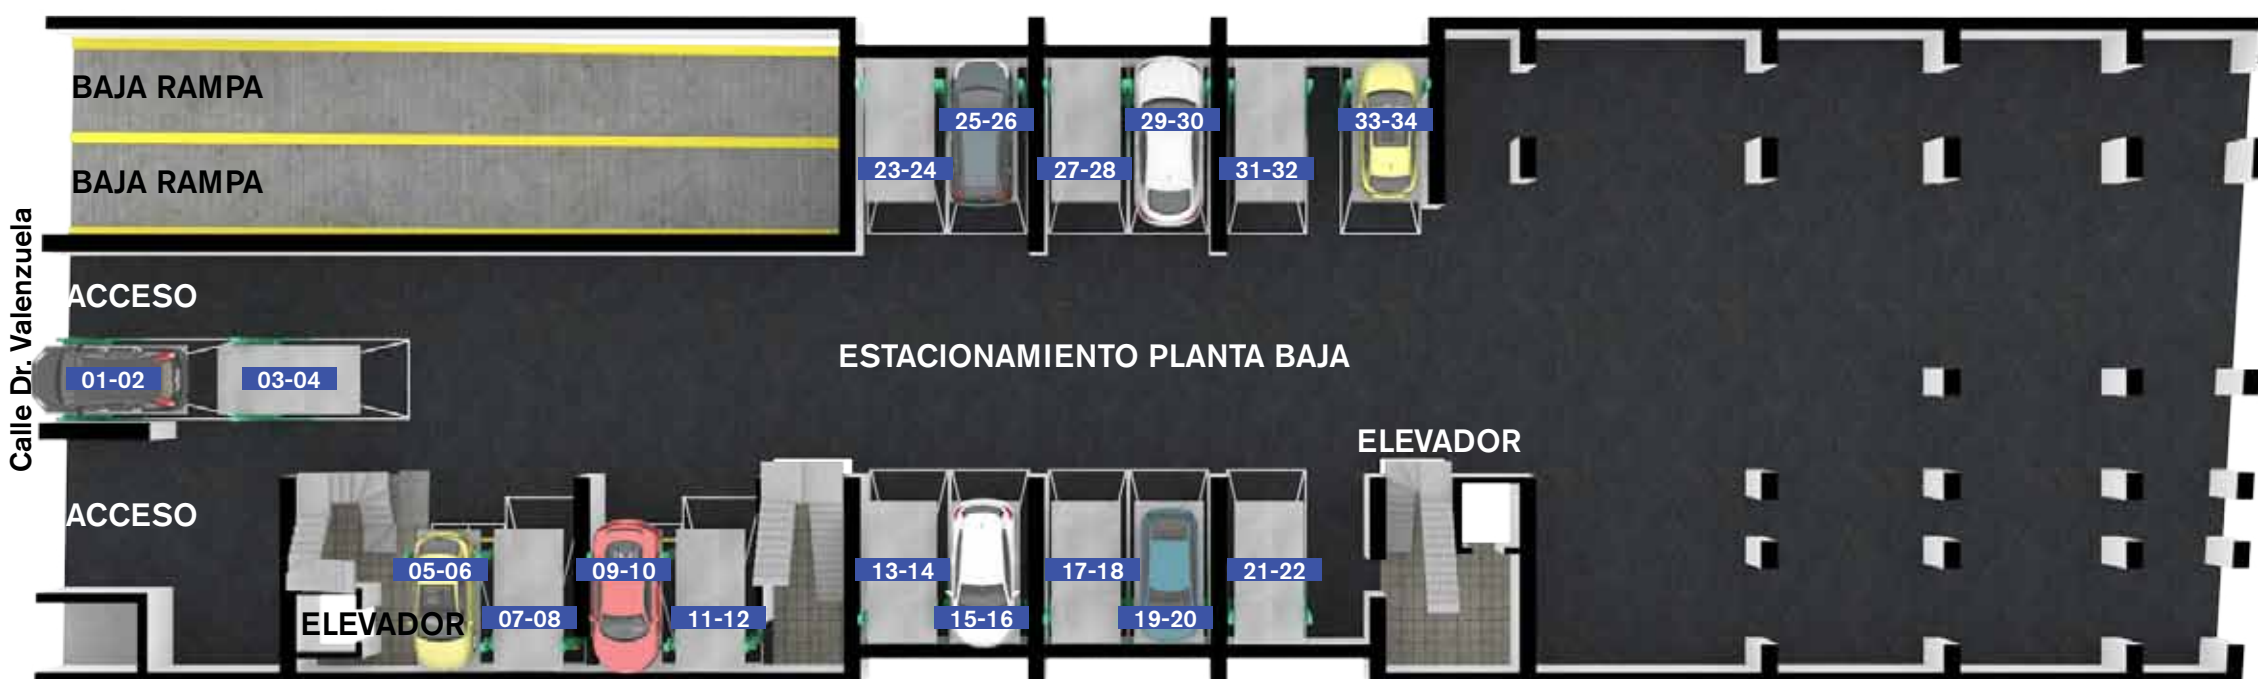 BAJA RAMPA
BAJA RAMPA
25-26
29-30
33-34
23-24
27-28
31-32
Calle Dr. Valenzuela
ACCESO
ESTACIONAMIENTO PLANTA BAJA
01-02
03-04
ELEVADOR
ACCESO
05-06
09-10
13-14
17-18
21-22
ELEVADOR
07-08
11-12
15-16
19-20